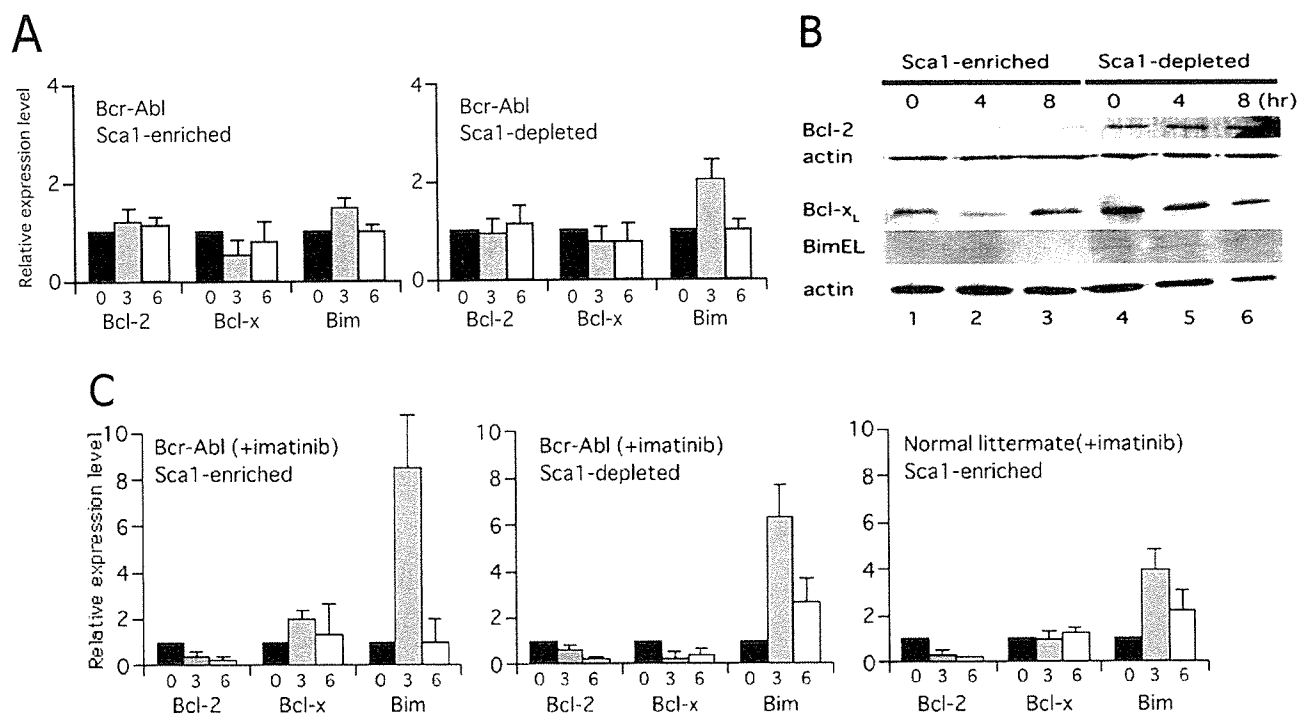 A
Relative expression level
4
2
0
Bcr-Abl
Sca1-enriched
0 3 6 0 3 6 0 3 6
Bcl-2 Bcl-x Bim
4
2
0
Bcr-Abl
Sca1-depleted
0 3 6 0 3 6 0 3 6
Bcl-2 Bcl-x Bim
B
Sca1-enriched Sca1-depleted
0 4 8 0 4 8 (hr)
Bcl-2
actin
Bcl-xL
BimEL
actin
1 2 3 4 5 6
C
Relative expression level
10
8
6
4
2
0
Bcr-Abl (+imatinib)
Sca1-enriched
0 3 6 0 3 6 0 3 6
Bcl-2 Bcl-x Bim
10
8
6
4
2
0
Bcr-Abl (+imatinib)
Sca1-depleted
0 3 6 0 3 6 0 3 6
Bcl-2 Bcl-x Bim
10
8
6
4
2
0
Normal littermate(+imatinib)
Sca1-enriched
0 3 6 0 3 6 0 3 6
Bcl-2 Bcl-x Bim